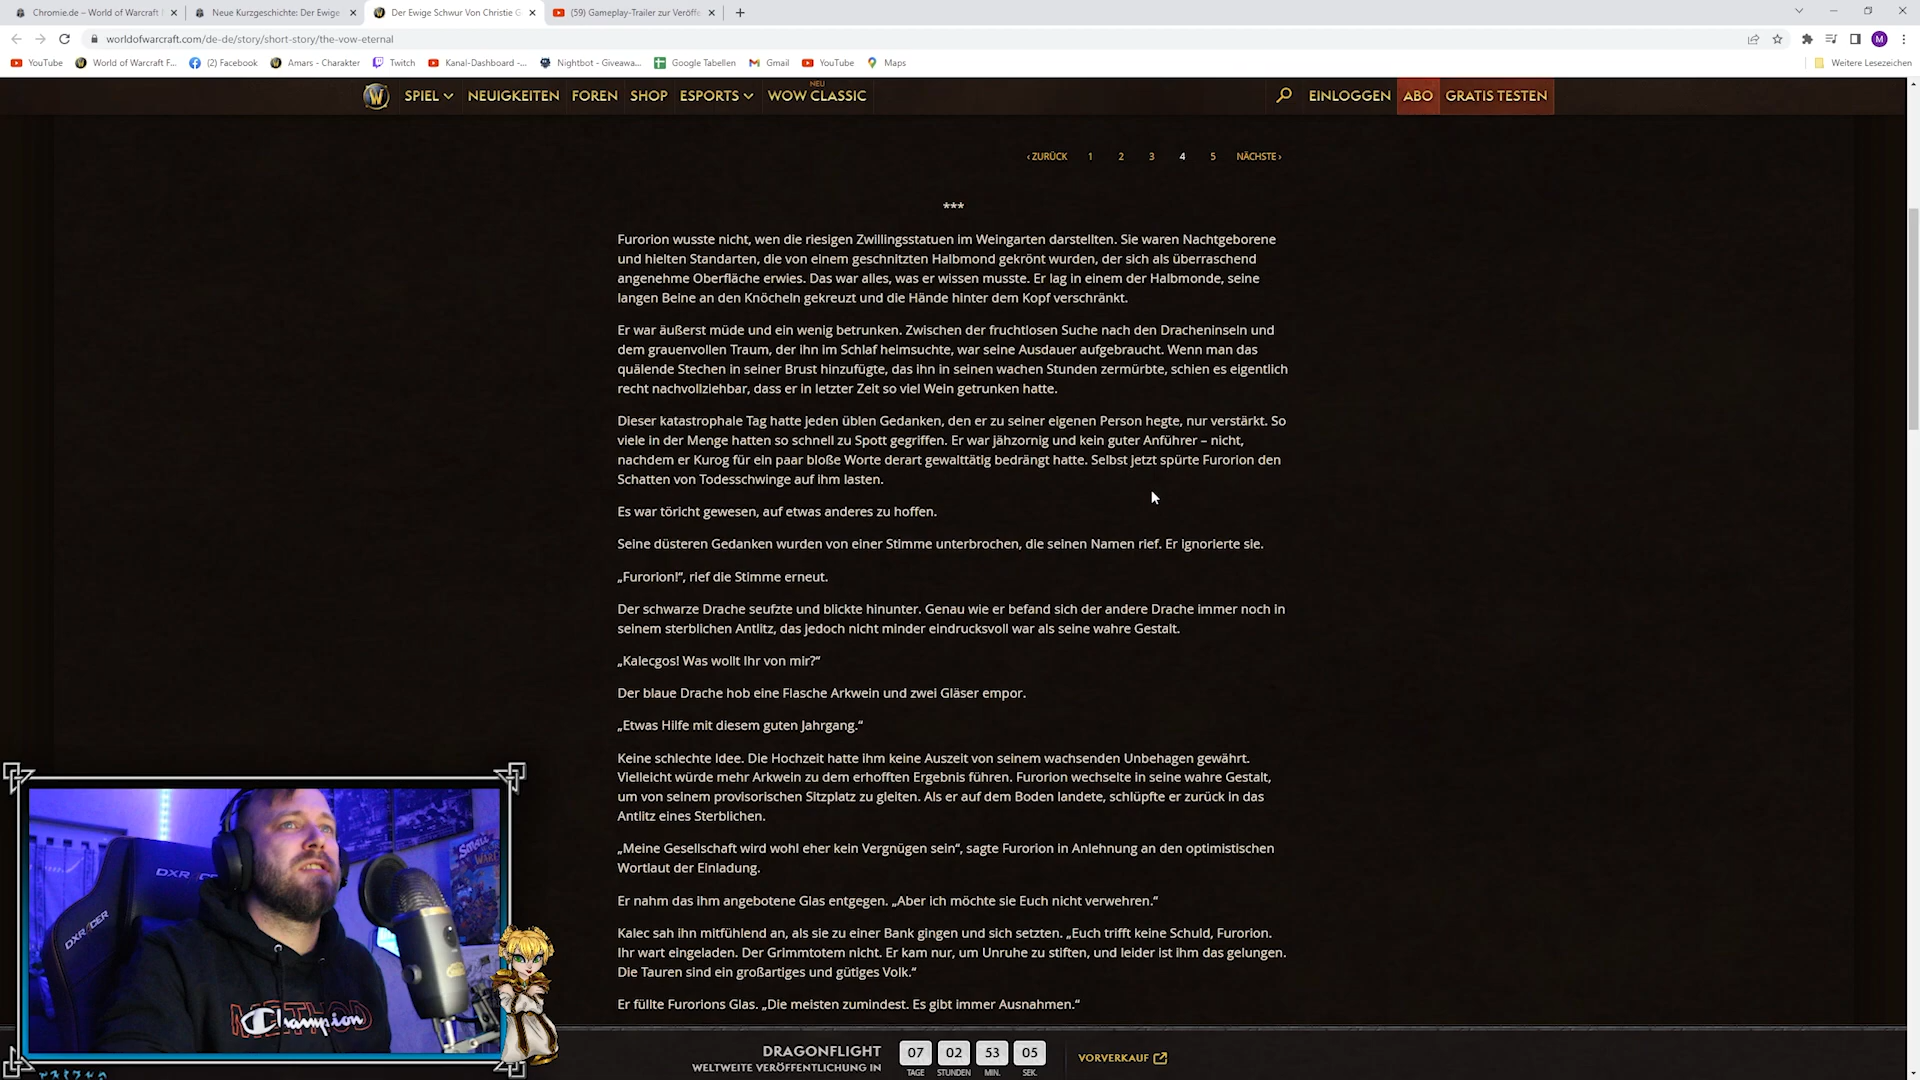 Chromie.de – World of Warcraft
Neue Kurzgeschichte: Der Ewige
Der Ewige Schwur Von Christie G
(59) Gameplay-Trailer zur Veröffe
worldofwarcraft.com/de-de/story/short-story/the-vow-eternal
M
YouTube
World of Warcraft F...
(2) Facebook
Amars - Charakter
Twitch
Kanal-Dashboard -...
Nightbot - Giveawa...
Google Tabellen
Gmail
YouTube
Maps
Weitere Lesezeichen
W
SPIEL
NEUIGKEITEN
FOREN
SHOP
ESPORTS
NEU
WOW CLASSIC
EINLOGGEN
ABO
GRATIS TESTEN
‹ ZURÜCK 1 2 3 4 5 NÄCHSTE ›
***
Furorion wusste nicht, wen die riesigen Zwillingsstatuen im Weingarten darstellten. Sie waren Nachtgeborene
und hielten Standarten, die von einem geschnitzten Halbmond gekrönt wurden, der sich als überraschend
angenehme Oberfläche erwies. Das war alles, was er wissen musste. Er lag in einem der Halbmonde, seine
langen Beine an den Knöcheln gekreuzt und die Hände hinter dem Kopf verschränkt.
Er war äußerst müde und ein wenig betrunken. Zwischen der fruchtlosen Suche nach den Dracheninseln und
dem grauenvollen Traum, der ihn im Schlaf heimsuchte, war seine Ausdauer aufgebraucht. Wenn man das
quälende Stechen in seiner Brust hinzufügte, das ihn in seinen wachen Stunden zermürbte, schien es eigentlich
recht nachvollziehbar, dass er in letzter Zeit so viel Wein getrunken hatte.
Dieser katastrophale Tag hatte jeden üblen Gedanken, den er zu seiner eigenen Person hegte, nur verstärkt. So
viele in der Menge hatten so schnell zu Spott gegriffen. Er war jähzornig und kein guter Anführer – nicht,
nachdem er Kurog für ein paar bloße Worte derart gewalttätig bedrängt hatte. Selbst jetzt spürte Furorion den
Schatten von Todesschwinge auf ihm lasten.
Es war töricht gewesen, auf etwas anderes zu hoffen.
Seine düsteren Gedanken wurden von einer Stimme unterbrochen, die seinen Namen rief. Er ignorierte sie.
„Furorion!“, rief die Stimme erneut.
Der schwarze Drache seufzte und blickte hinunter. Genau wie er befand sich der andere Drache immer noch in
seinem sterblichen Antlitz, das jedoch nicht minder eindrucksvoll war als seine wahre Gestalt.
„Kalecgos! Was wollt Ihr von mir?“
Der blaue Drache hob eine Flasche Arkwein und zwei Gläser empor.
„Etwas Hilfe mit diesem guten Jahrgang.“
Keine schlechte Idee. Die Hochzeit hatte ihm keine Auszeit von seinem wachsenden Unbehagen gewährt.
Vielleicht würde mehr Arkwein zu dem erhofften Ergebnis führen. Furorion wechselte in seine wahre Gestalt,
um von seinem provisorischen Sitzplatz zu gleiten. Als er auf dem Boden landete, schlüpfte er zurück in das
Antlitz eines Sterblichen.
„Meine Gesellschaft wird wohl eher kein Vergnügen sein“, sagte Furorion in Anlehnung an den optimistischen
Wortlaut der Einladung.
Er nahm das ihm angebotene Glas entgegen. „Aber ich möchte sie Euch nicht verwehren.“
Kalec sah ihn mitfühlend an, als sie zu einer Bank gingen und sich setzten. „Euch trifft keine Schuld, Furorion.
Ihr wart eingeladen. Der Grimmtotem nicht. Er kam nur, um Unruhe zu stiften, und leider ist ihm das gelungen.
Die Tauren sind ein großartiges und gütiges Volk.“
Er füllte Furorions Glas. „Die meisten zumindest. Es gibt immer Ausnahmen.“
DRAGONFLIGHT
WELTWEITE VERÖFFENTLICHUNG IN
07 02 53 05
TAGE STUNDEN MIN. SEK.
VORVERKAUF
DXRACER
METHOD
Champion